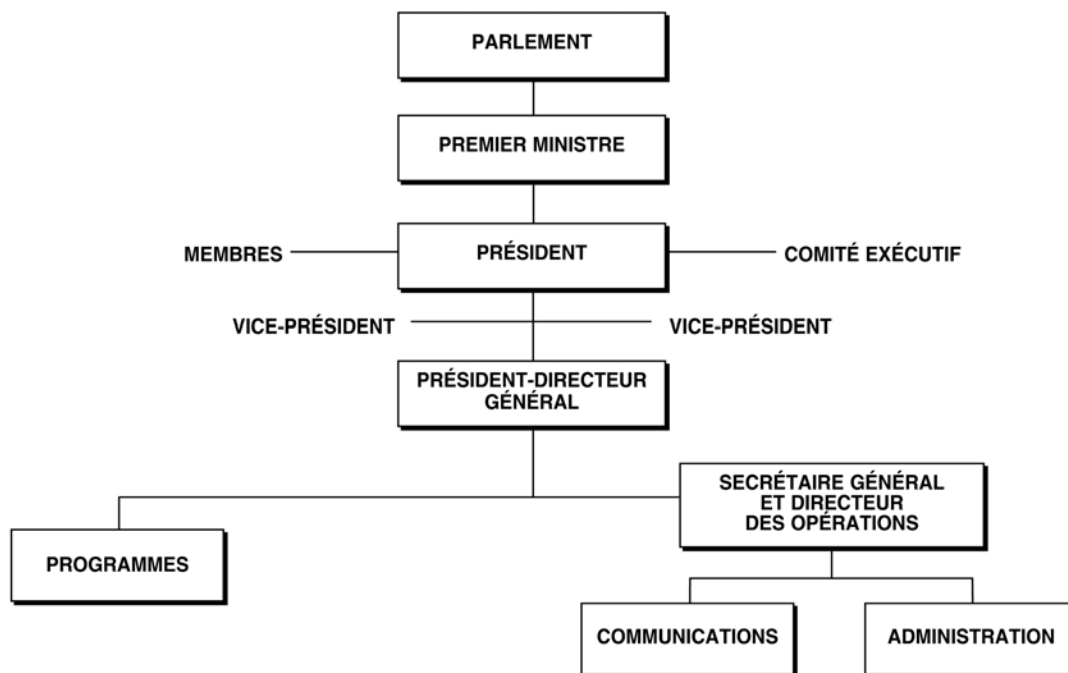 PARLEMENT
PREMIER MINISTRE
MEMBRES
PRÉSIDENT
COMITÉ EXÉCUTIF
VICE-PRÉSIDENT
VICE-PRÉSIDENT
PRÉSIDENT-DIRECTEUR
GÉNÉRAL
SECRÉTAIRE GÉNÉRAL
ET DIRECTEUR
DES OPÉRATIONS
PROGRAMMES
COMMUNICATIONS
ADMINISTRATION